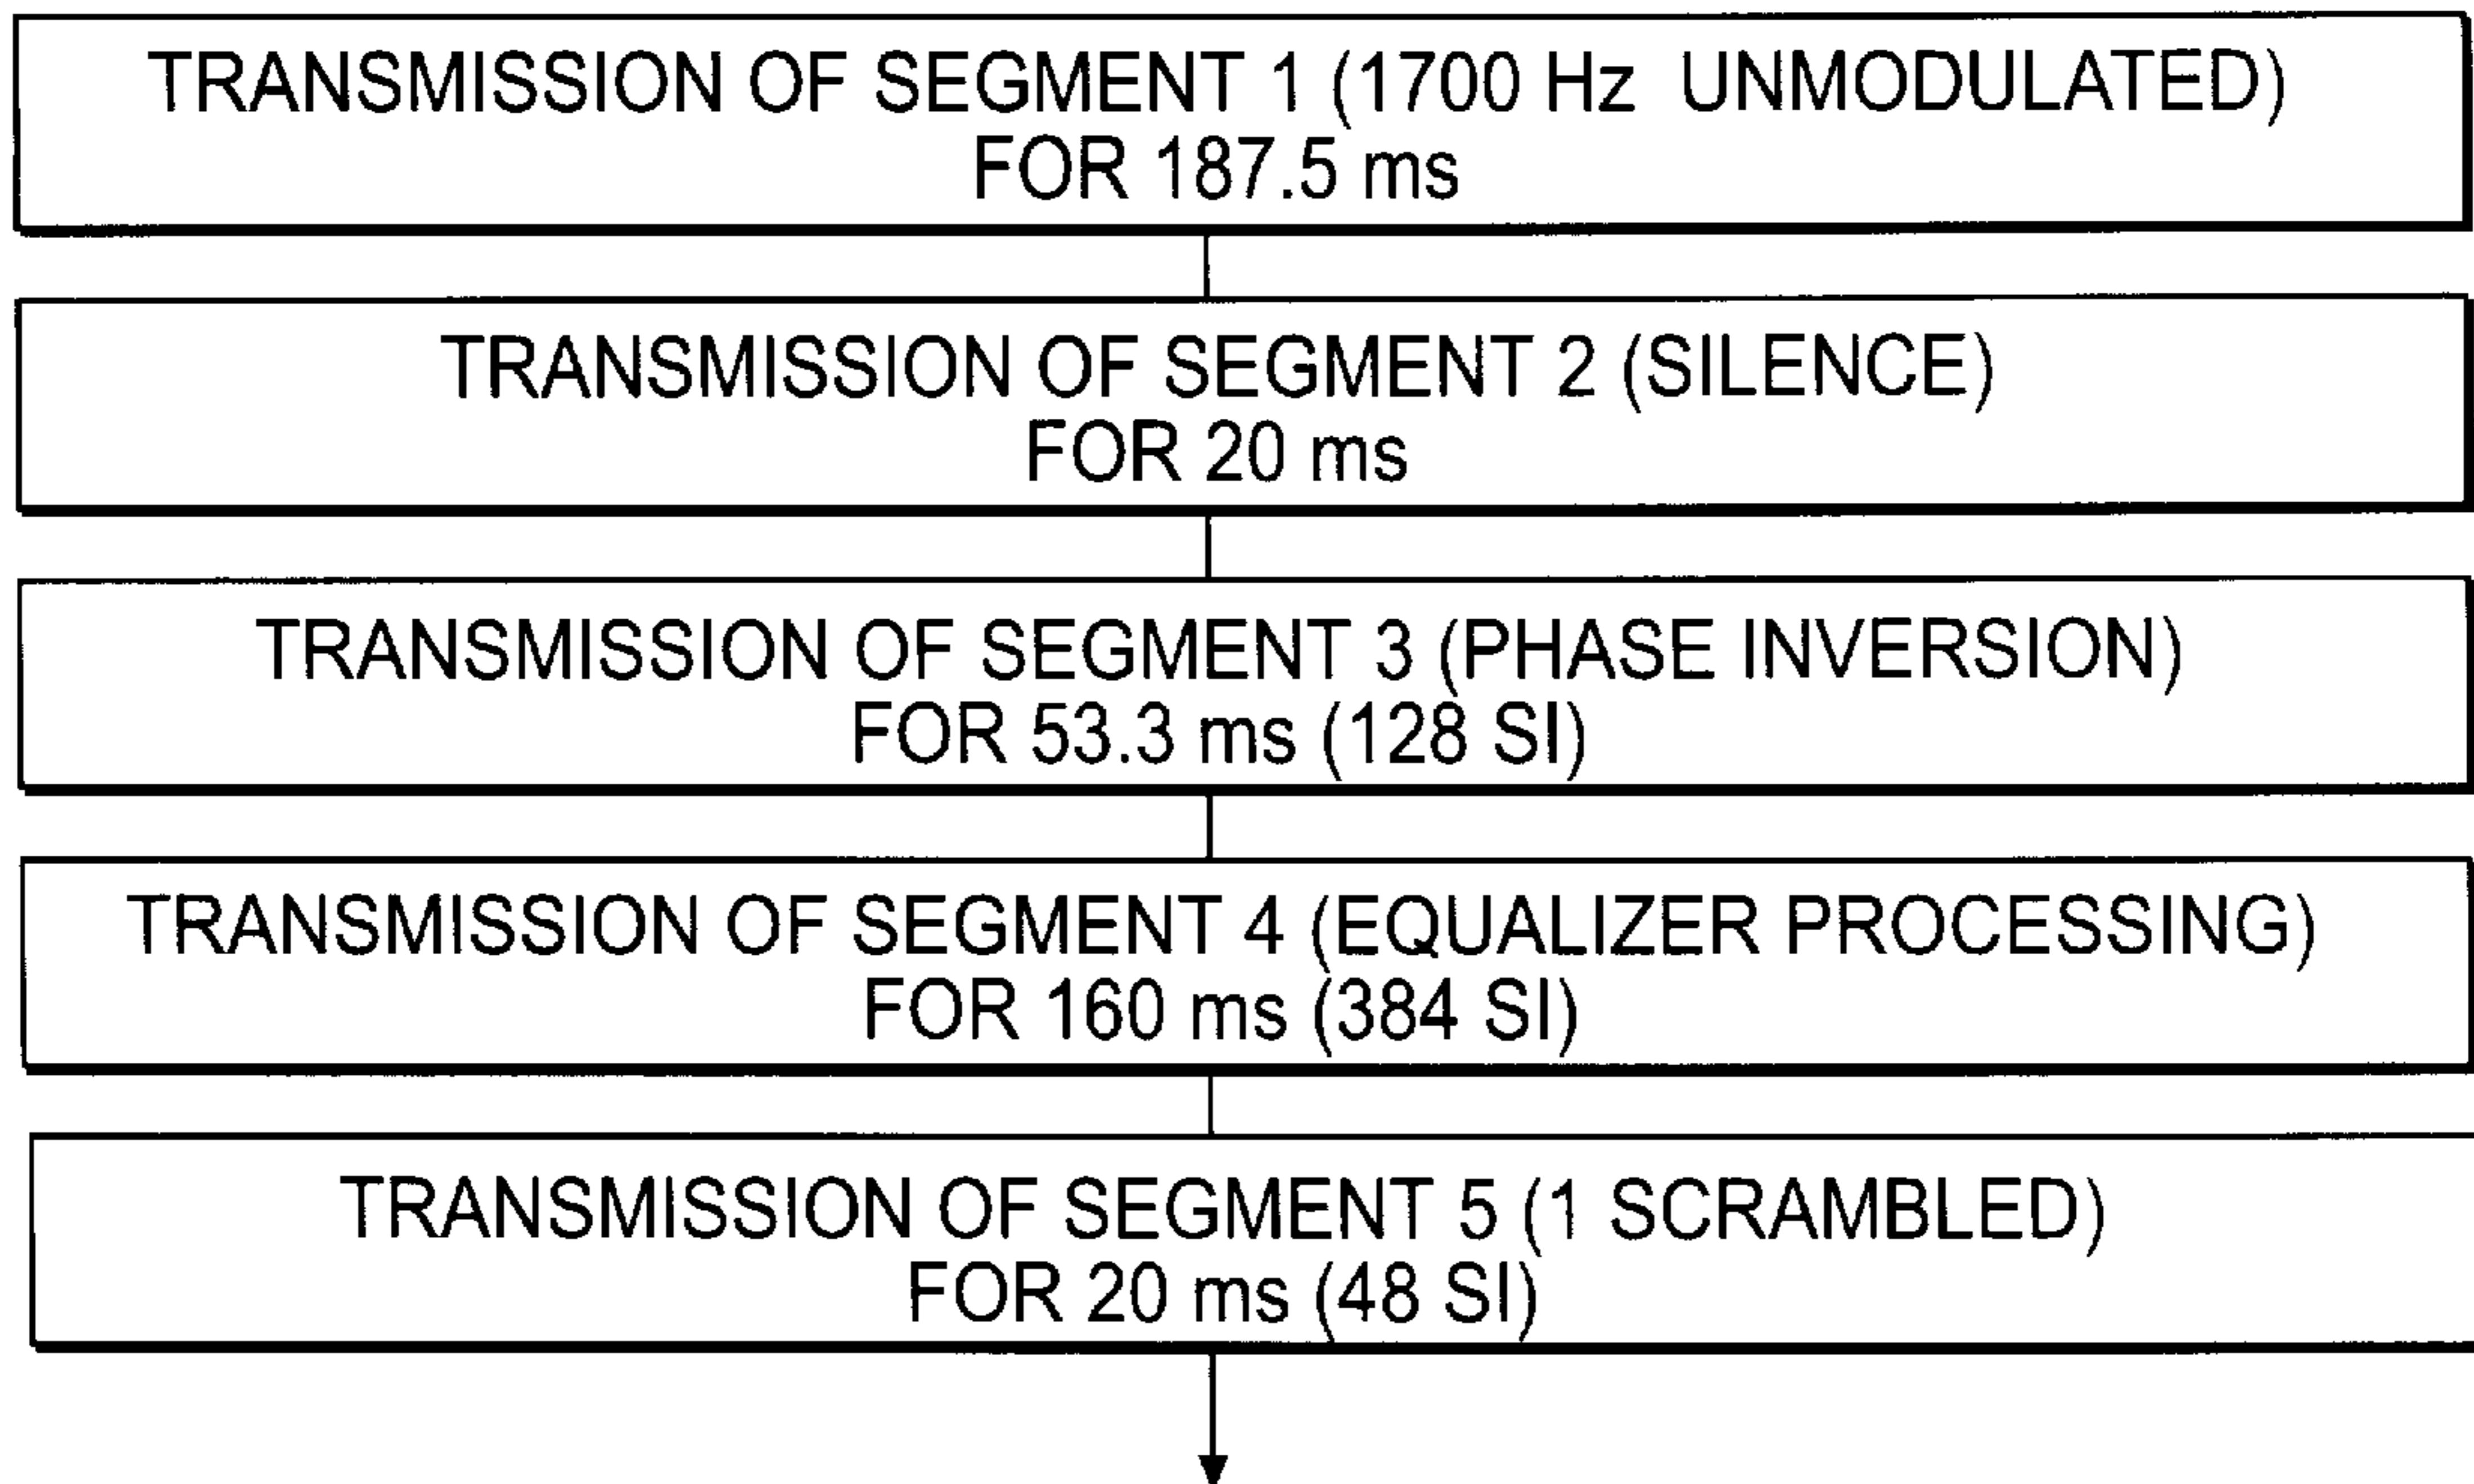 TRANSMISSION OF SEGMENT 1 (1700 Hz UNMODULATED)
FOR 187.5 ms
TRANSMISSION OF SEGMENT 2 (SILENCE)
FOR 20 ms
TRANSMISSION OF SEGMENT 3 (PHASE INVERSION)
FOR 53.3 ms (128 SI)
TRANSMISSION OF SEGMENT 4 (EQUALIZER PROCESSING)
FOR 160 ms (384 SI)
TRANSMISSION OF SEGMENT 5 (1 SCRAMBLED)
FOR 20 ms (48 SI)